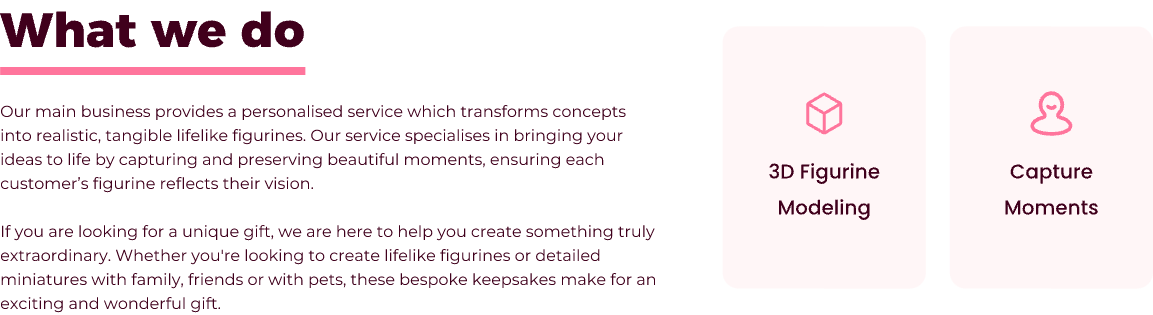 What we do
Our main business provides a personalised service which transforms concepts
into realistic, tangible lifelike figurines. Our service specialises in bringing your
ideas to life by capturing and preserving beautiful moments, ensuring each
customer’s figurine reflects their vision.
If you are looking for a unique gift, we are here to help you create something truly
extraordinary. Whether you're looking to create lifelike figurines or detailed
miniatures with family, friends or with pets, these bespoke keepsakes make for an
exciting and wonderful gift.
3D Figurine
Modeling
Capture
Moments